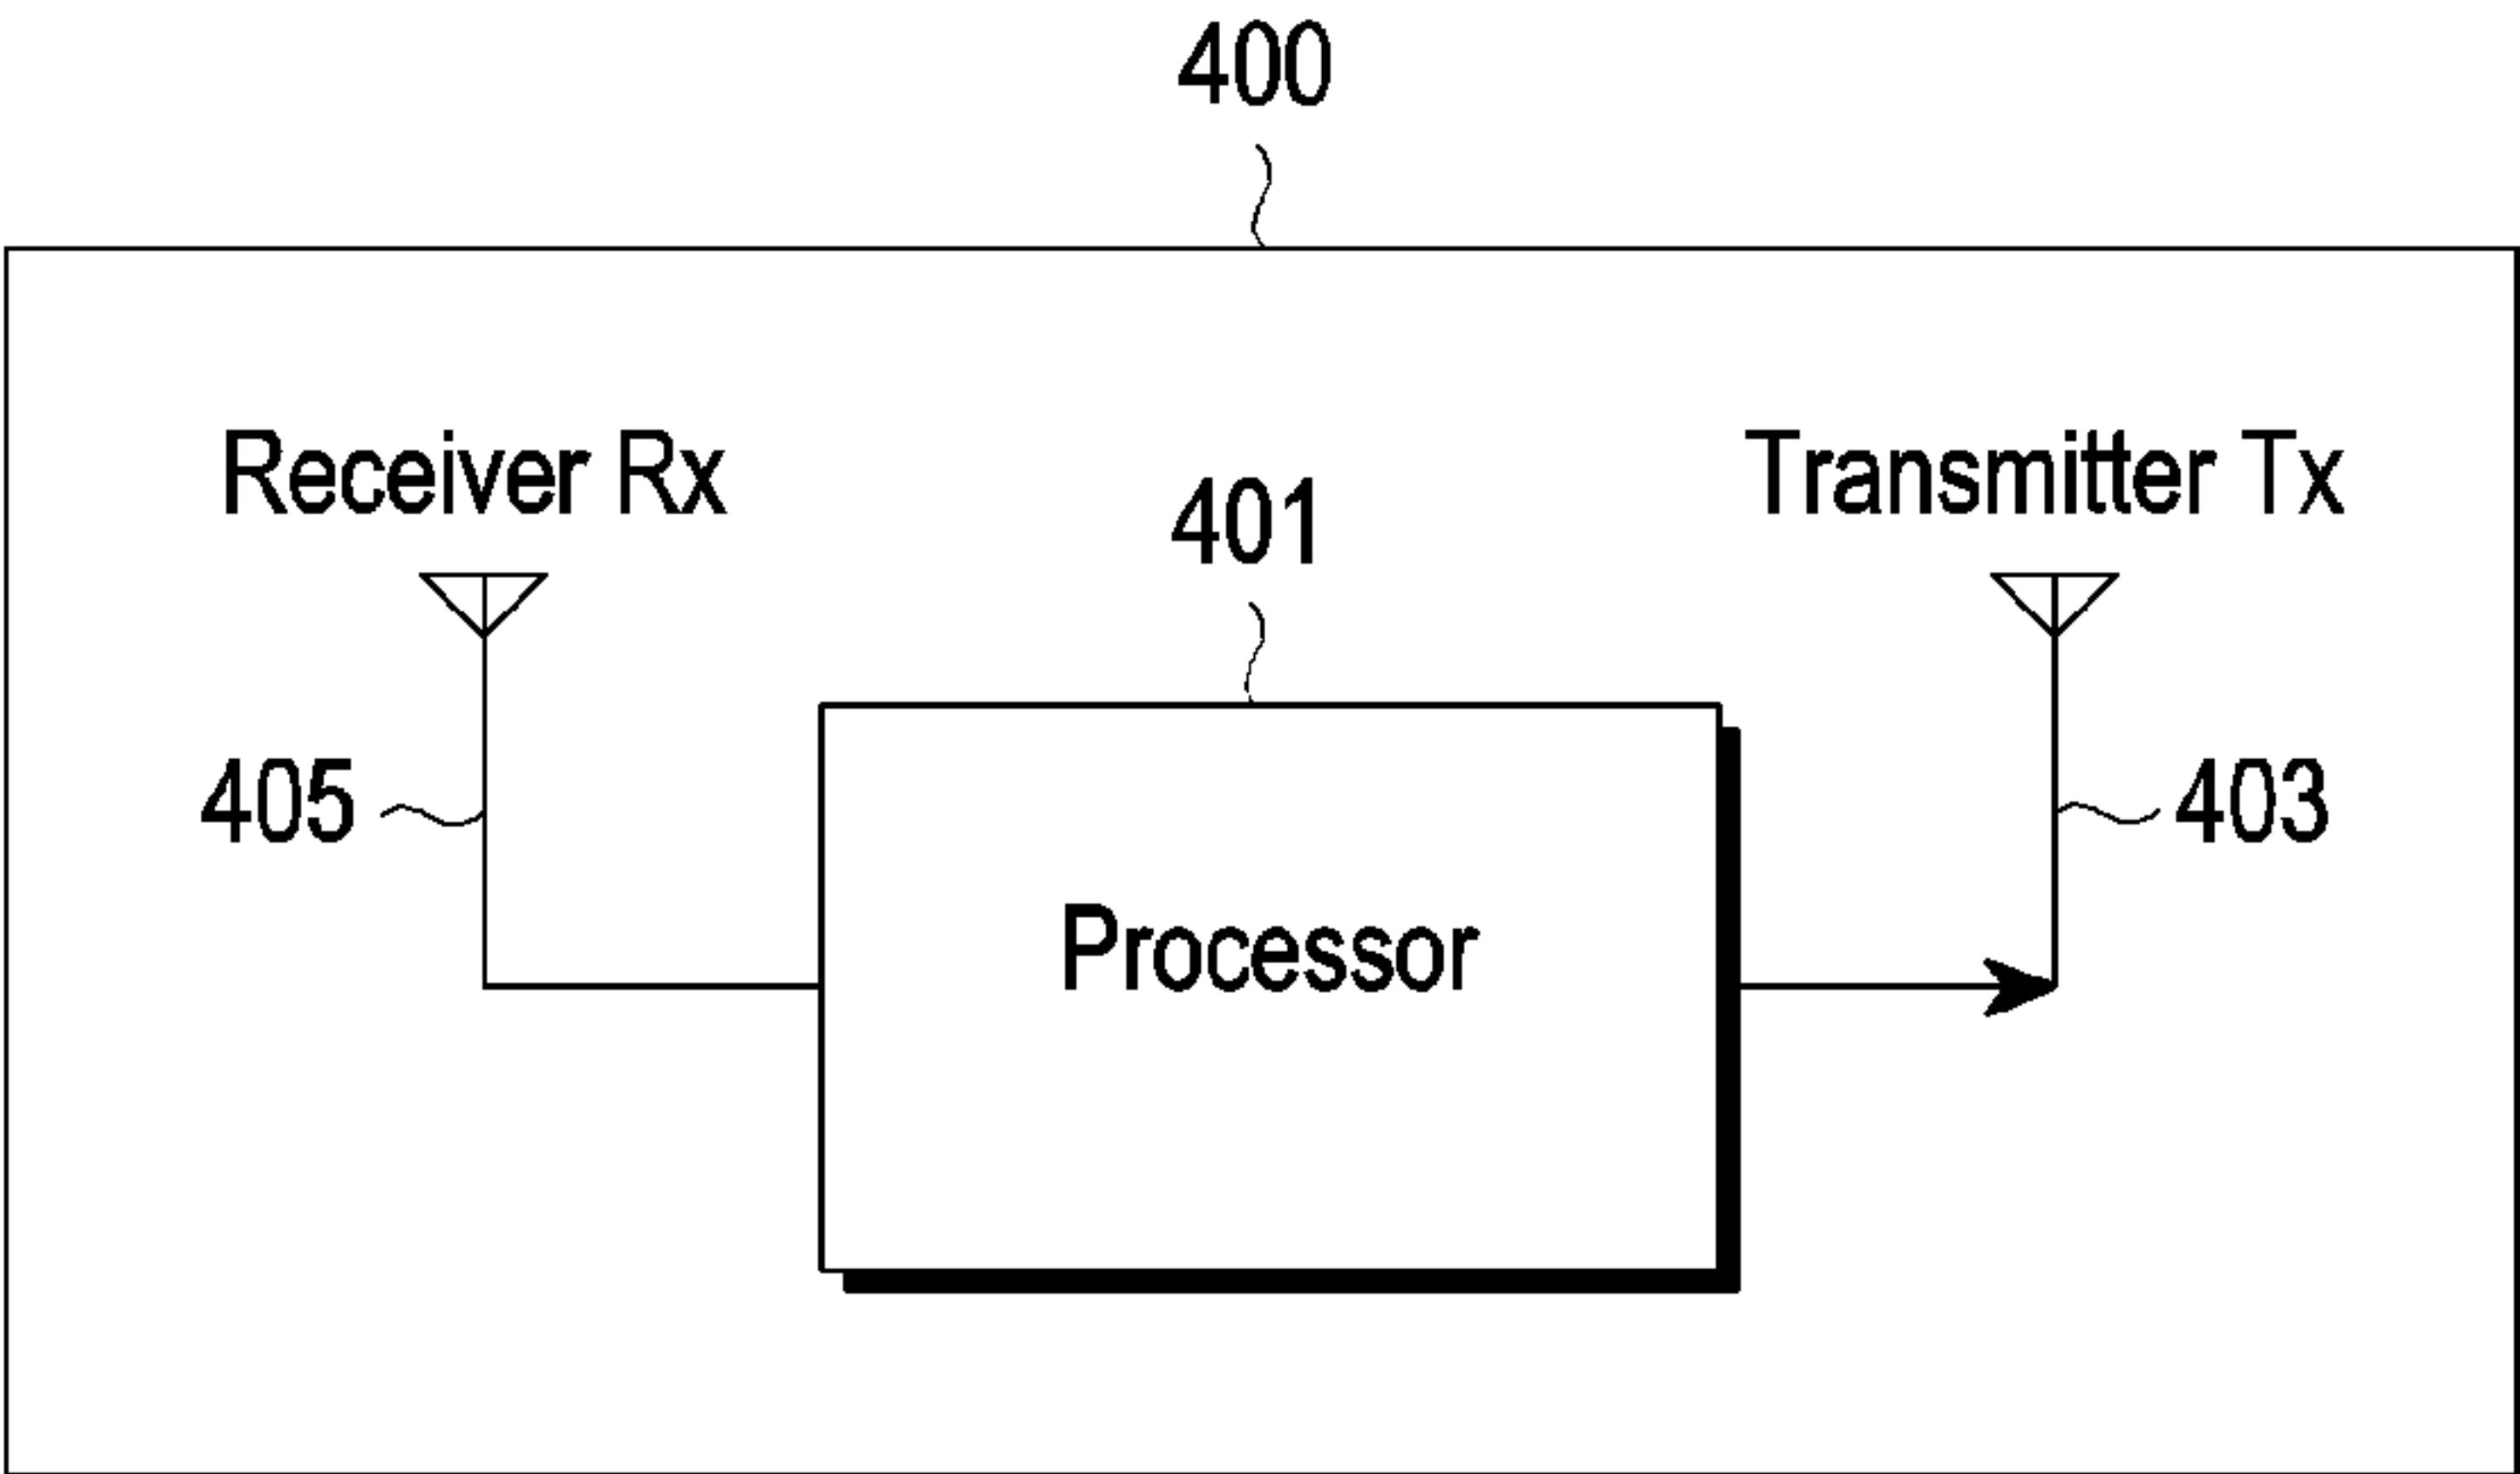 400
Receiver Rx
Transmitter Tx
401
405
403
Processor